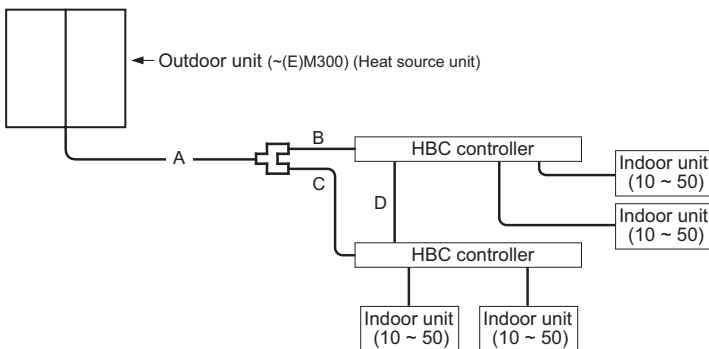 Outdoor unit (~(E)M300) (Heat source unit)
A
B
C
D
HBC controller
Indoor unit
(10 ~ 50)
Indoor unit
(10 ~ 50)
HBC controller
Indoor unit
(10 ~ 50)
Indoor unit
(10 ~ 50)